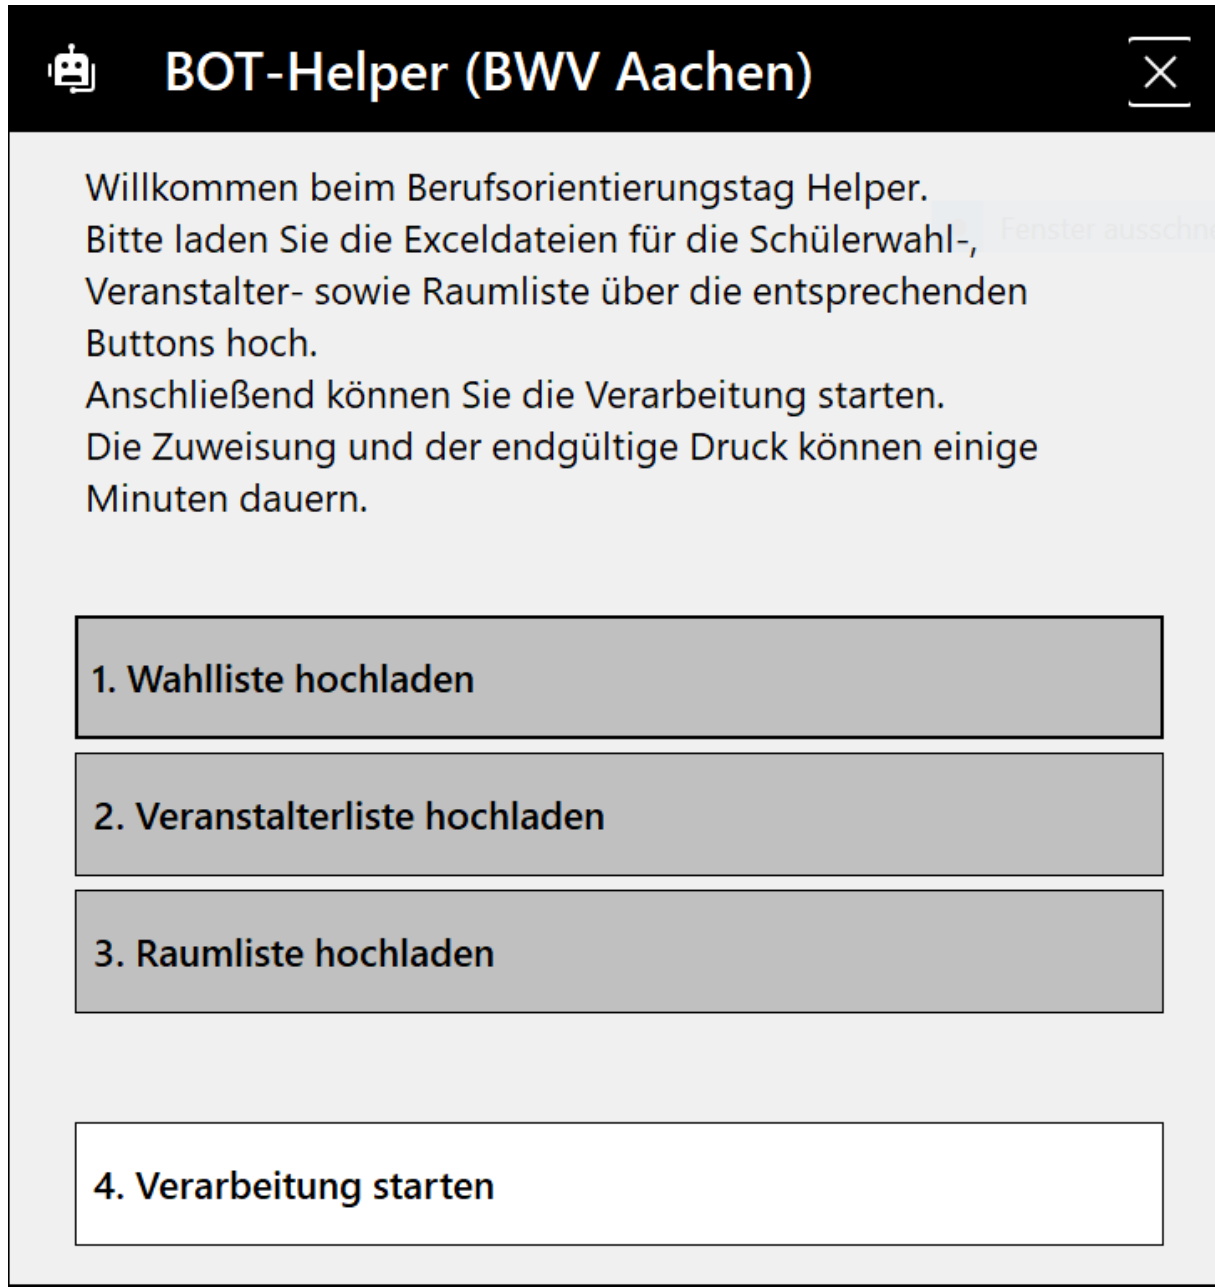 BOT-Helper (BWV Aachen)
Willkommen beim Berufsorientierungstag Helper.
Bitte laden Sie die Exceldateien für die Schülerwahl-,
Veranstalter- sowie Raumliste über die entsprechenden
Buttons hoch.
Anschließend können Sie die Verarbeitung starten.
Die Zuweisung und der endgültige Druck können einige
Minuten dauern.
Fenster
1. Wahlliste hochladen
2. Veranstalterliste hochladen
3. Raumliste hochladen
4. Verarbeitung starten